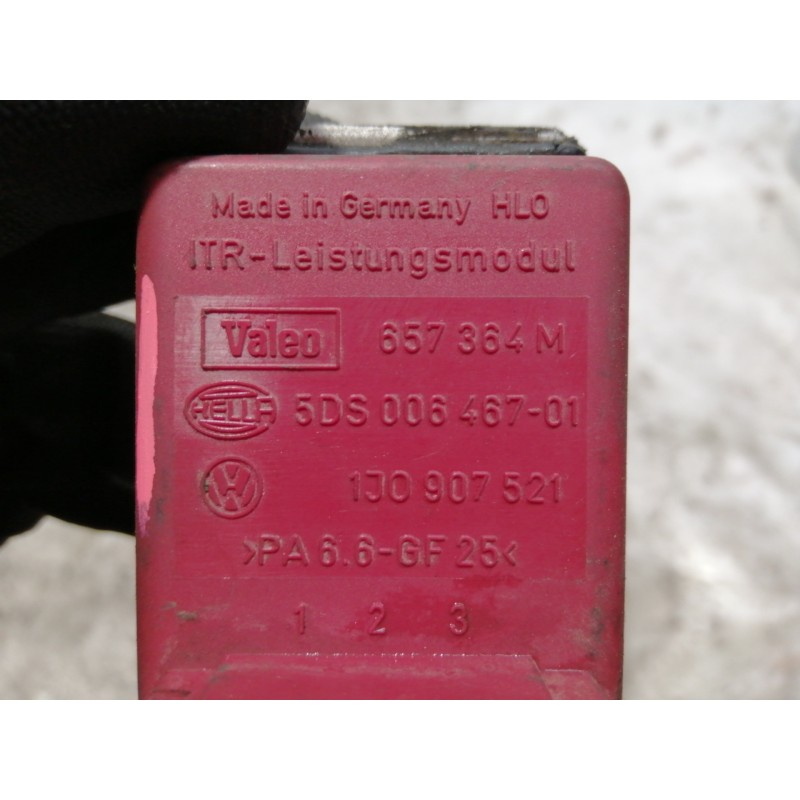 Made in Germany HLO
ITR-Leistungsmodul
Valeo 657 364 M
HELLA 5DS 006 467-01
VW 1J0 907 521
>PA 6.6-GF 25<
1 2 3